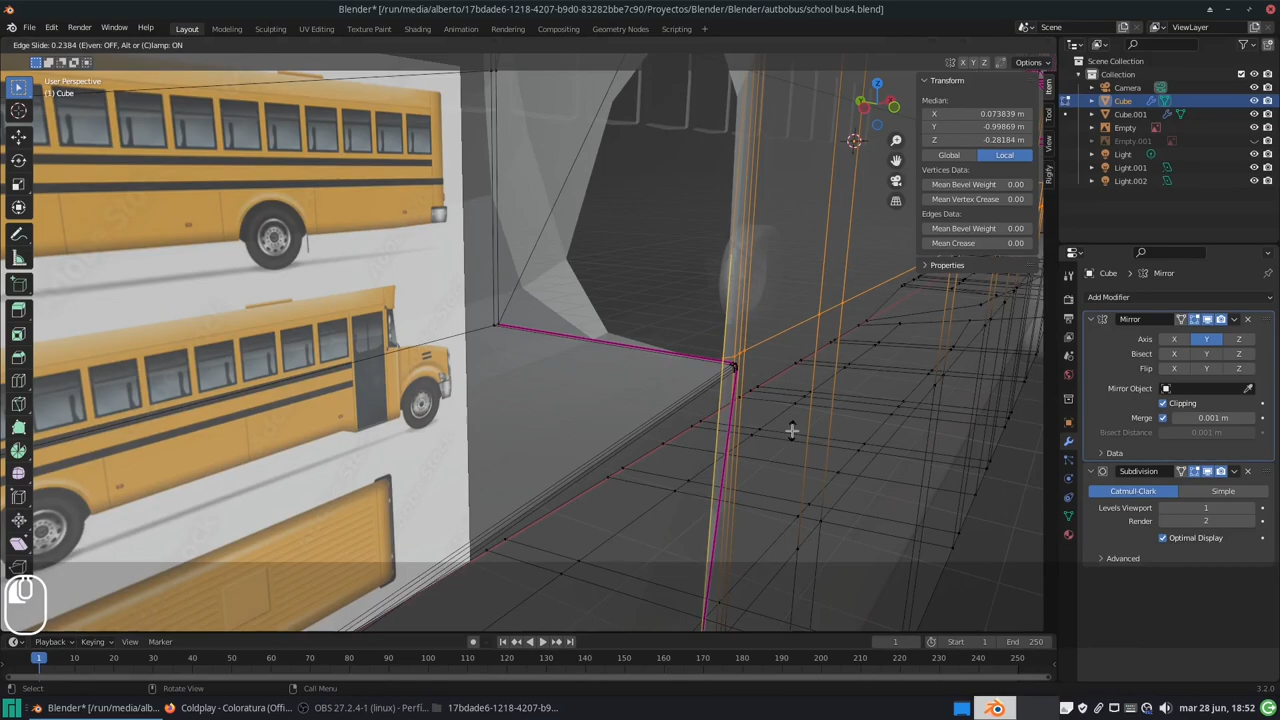 Blender* [/run/media/alberto/17bdade6-1218-4207-b9d0-83282bbe7c90/Proyectos/Blender/Blender/autbobus/school bus4.blend]
File Edit Render Window Help Layout Modeling Sculpting UV Editing Texture Paint Shading Animation Rendering Compositing Geometry Nodes Scripting + Scene ViewLayer
Edge Slide: 0.2384 (E)ven: OFF, Alt or (C)lamp: ON
X Y Z Options
User Perspective
(1) Cube
Scene Collection
Collection
Camera
Cube
Cube.001
Empty
Empty.001
Light
Light.001
Light.002
Transform
Median:
X 0.073839 m
Y -0.99869 m
Z -0.28184 m
Global Local
Vertices Data:
Mean Bevel Weight 0.00
Mean Vertex Crease 0.00
Edges Data:
Mean Bevel Weight 0.00
Mean Crease 0.00
Properties
Item
Tool
View
Rigify
Z
Cube Mirror
Add Modifier
Mirror
Axis X Y Z
Bisect X Y Z
Flip X Y Z
Mirror Object
Clipping
Merge 0.001 m
Bisect Distance 0.001 m
Data
Subdivision
Catmull-Clark Simple
Levels Viewport 1
Render 2
Optimal Display
Advanced
Playback Keying View Marker 1 Start 1 End 250
1 10 20 30 40 50 60 70 80 90 100 110 120 130 140 150 160 170 180 190 200 210 220 230 240 250
Select Rotate View Call Menu 3.2.0
Blender* [/run/media/alb... Coldplay - Coloratura (Ofi... OBS 27.2.4-1 (linux) - Perfi... 17bdade6-1218-4207-b9... mar 28 jun, 18:52